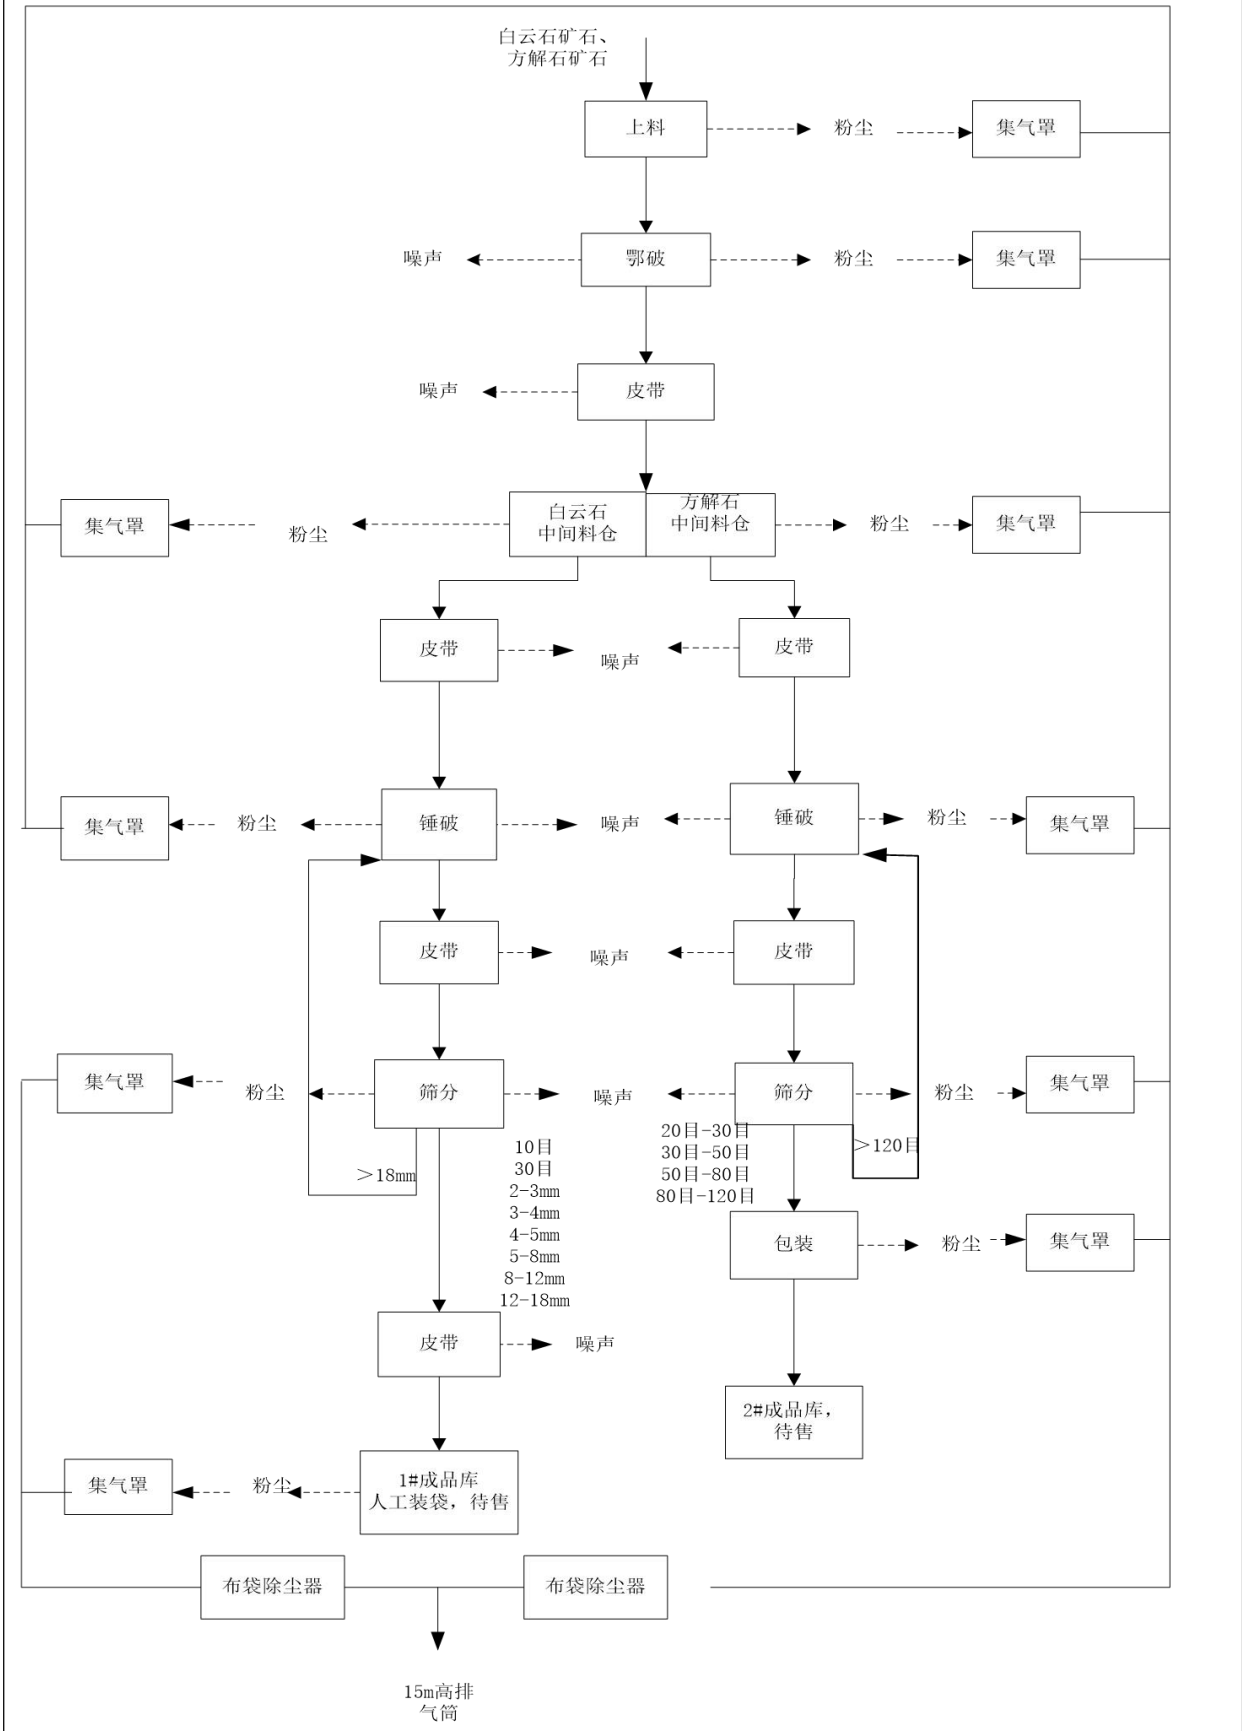 白云石矿石、
方解石矿石
上料
粉尘
集气罩
噪声
鄂破
粉尘
集气罩
噪声
皮带
集气罩
粉尘
白云石
中间料仓
方解石
中间料仓
粉尘
集气罩
皮带
噪声
皮带
集气罩
粉尘
锤破
噪声
锤破
粉尘
集气罩
皮带
噪声
皮带
集气罩
粉尘
筛分
噪声
筛分
粉尘
集气罩
>18mm
10目
30目
2-3mm
3-4mm
4-5mm
5-8mm
8-12mm
12-18mm
20目-30目
30目-50目
50目-80目
80目-120目
>120目
包装
粉尘
集气罩
皮带
噪声
2#成品库，
待售
集气罩
粉尘
1#成品库
人工装袋，待售
布袋除尘器
布袋除尘器
15m高排
气筒